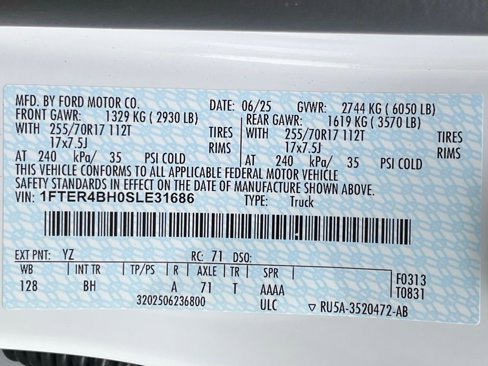 MFD. BY FORD MOTOR CO. DATE: 06/25 GVWR: 2744 KG ( 6050 LB)
FRONT GAWR: 1329 KG ( 2930 LB) REAR GAWR: 1619 KG ( 3570 LB)
WITH 255/70R17 112T TIRES WITH 255/70R17 112T TIRES
17x7.5J RIMS 17x7.5J RIMS
AT 240 kPa/ 35 PSI COLD AT 240 kPa/ 35 PSI COLD
THIS VEHICLE CONFORMS TO ALL APPLICABLE FEDERAL MOTOR VEHICLE
SAFETY STANDARDS IN EFFECT ON THE DATE OF MANUFACTURE SHOWN ABOVE.
VIN: 1FTER4BH0SLE31686 TYPE: Truck
EXT PNT: YZ RC: 71 DSO:
WB INT TR TP/PS R AXLE TR SPR F0313
128 BH A 71 T AAAA T0831
3202506236800 ULC ▽ RU5A-3520472-AB